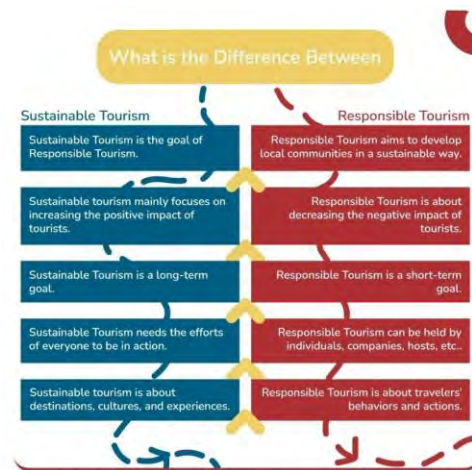 What is the Difference Between
Sustainable Tourism
Responsible Tourism
Sustainable Tourism is the goal of
Responsible Tourism.
Responsible Tourism aims to develop
local communities in a sustainable way.
Sustainable tourism mainly focuses on
increasing the positive impact of
tourists.
Responsible Tourism is about
decreasing the negative impact of
tourists.
Sustainable Tourism is a long-term
goal.
Responsible Tourism is a short-term
goal.
Sustainable Tourism needs the efforts
of everyone to be in action.
Responsible Tourism can be held by
individuals, companies, hosts, etc..
Sustainable tourism is about
destinations, cultures, and experiences.
Responsible Tourism is about travelers'
behaviors and actions.